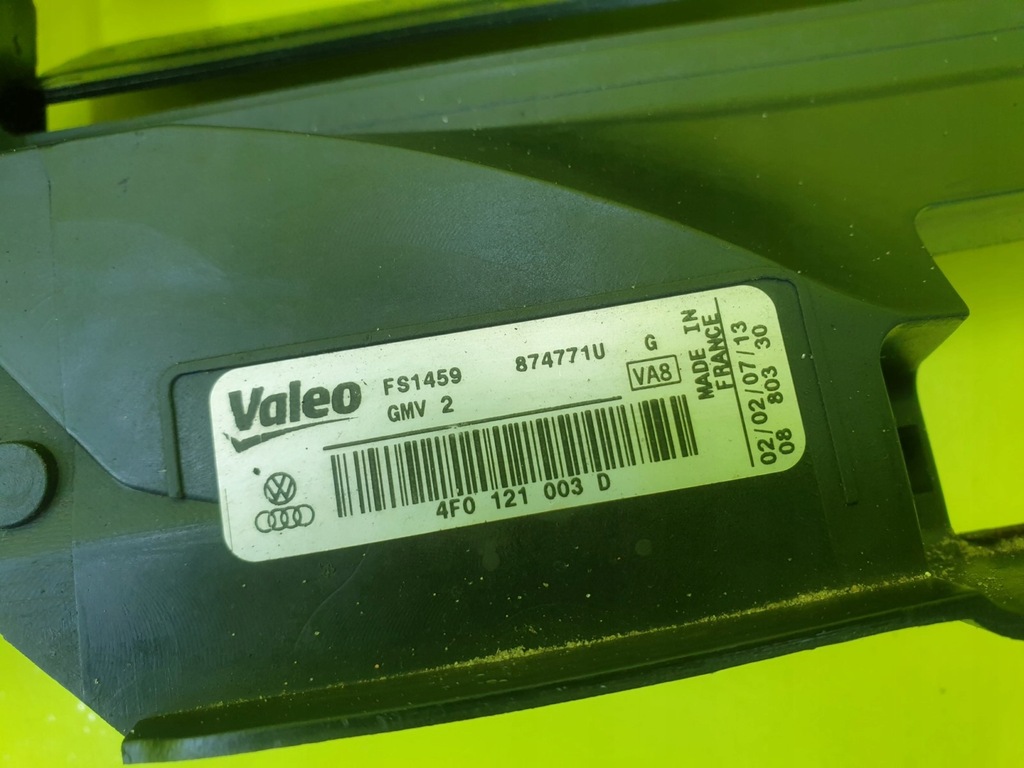 Valeo
FS1459 874771U G
GMV 2 VA8
4F0 121 003 D
MADE IN
FRANCE
02/02/07/13
08 803 30